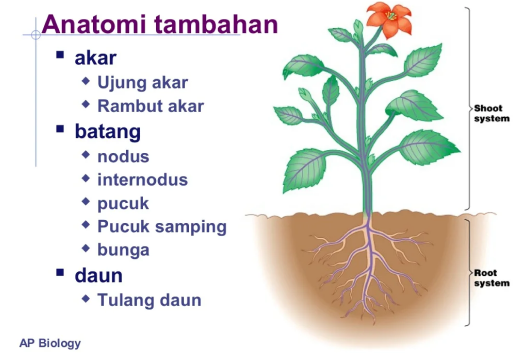 Anatomi tambahan
akar
Ujung akar
Rambut akar
batang
nodus
internodus
pucuk
Pucuk samping
bunga
daun
Tulang daun
Shoot
system
Root
system
AP Biology